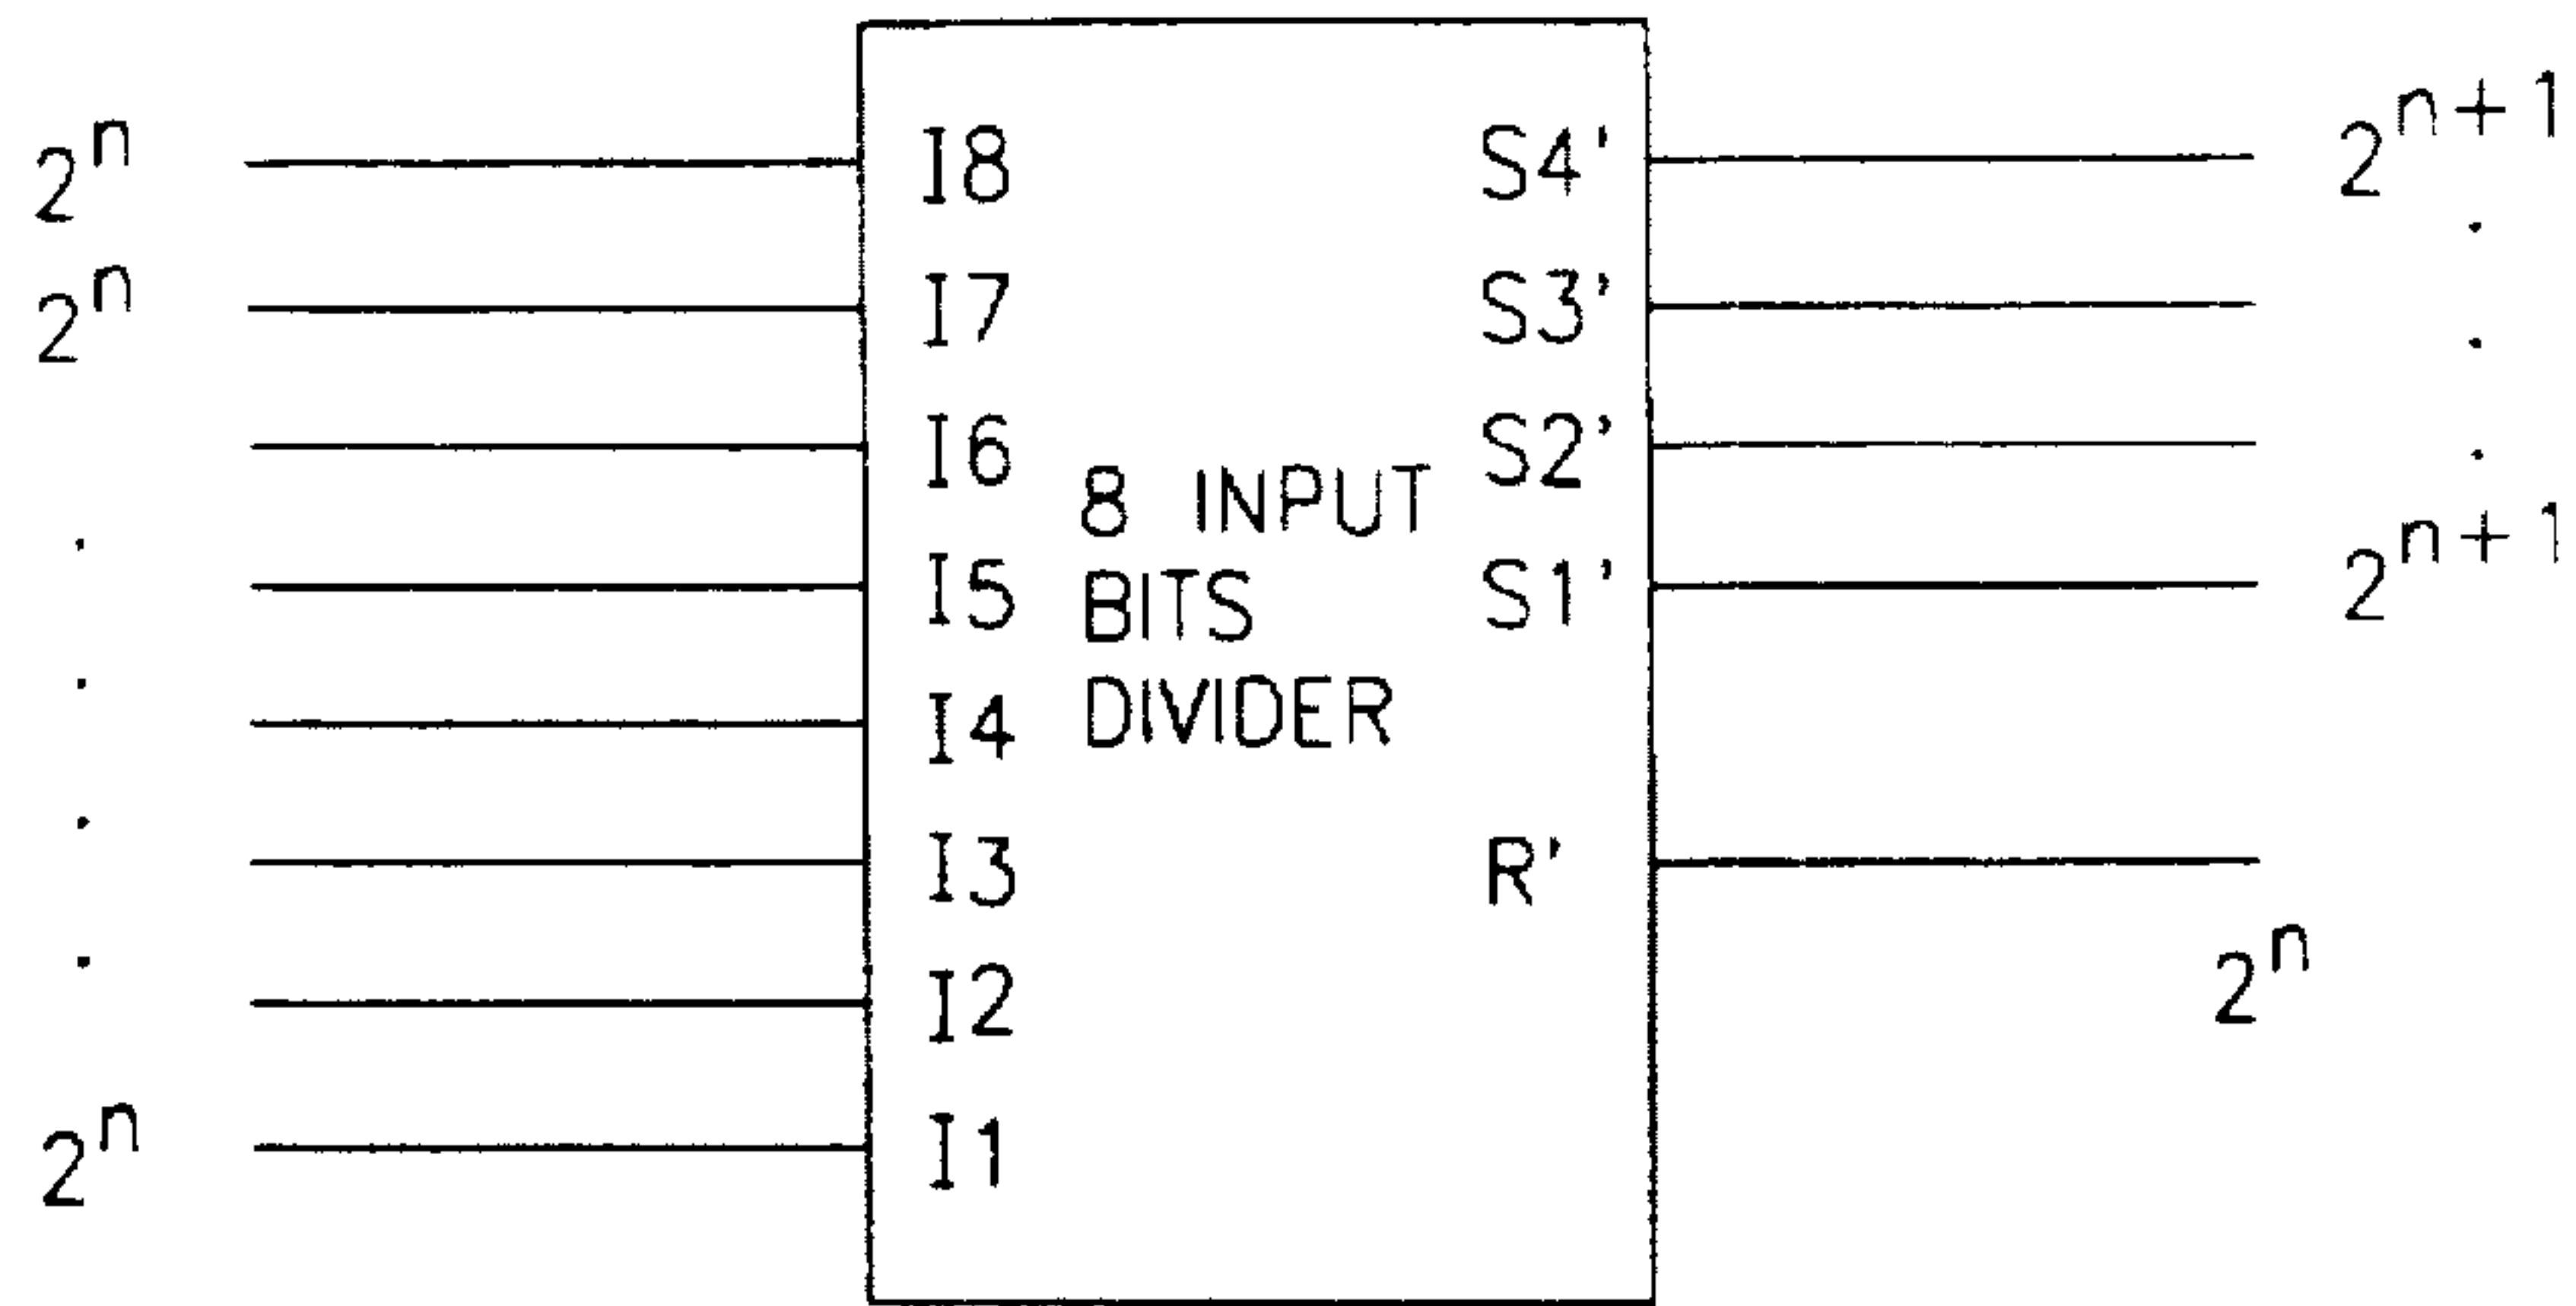 2^n I8 S4' 2^n+1
2^n I7 S3'
I6 S2'
8 INPUT
I5 BITS S1' 2^n+1
I4 DIVIDER
I3 R'
2^n
I2
2^n I1